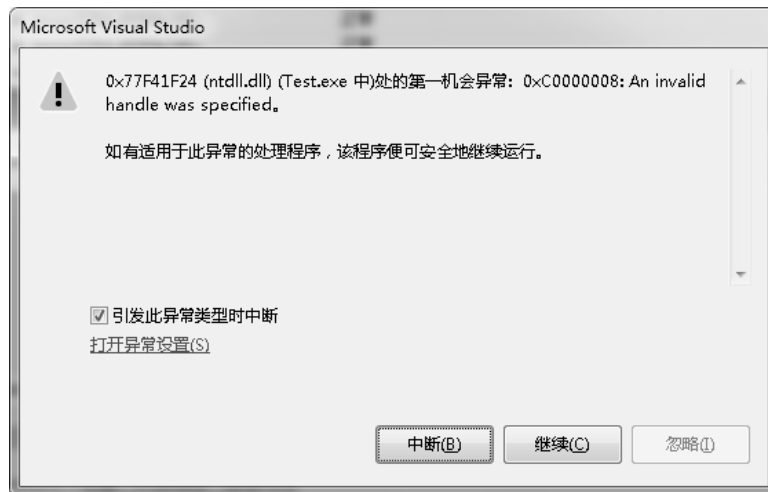 Microsoft Visual Studio
0x77F41F24 (ntdll.dll) (Test.exe 中)处的第一机会异常: 0xC0000008: An invalid
handle was specified。
如有适用于此异常的处理程序，该程序便可安全地继续运行。
引发此异常类型时中断
打开异常设置(S)
中断(B)
继续(C)
忽略(I)